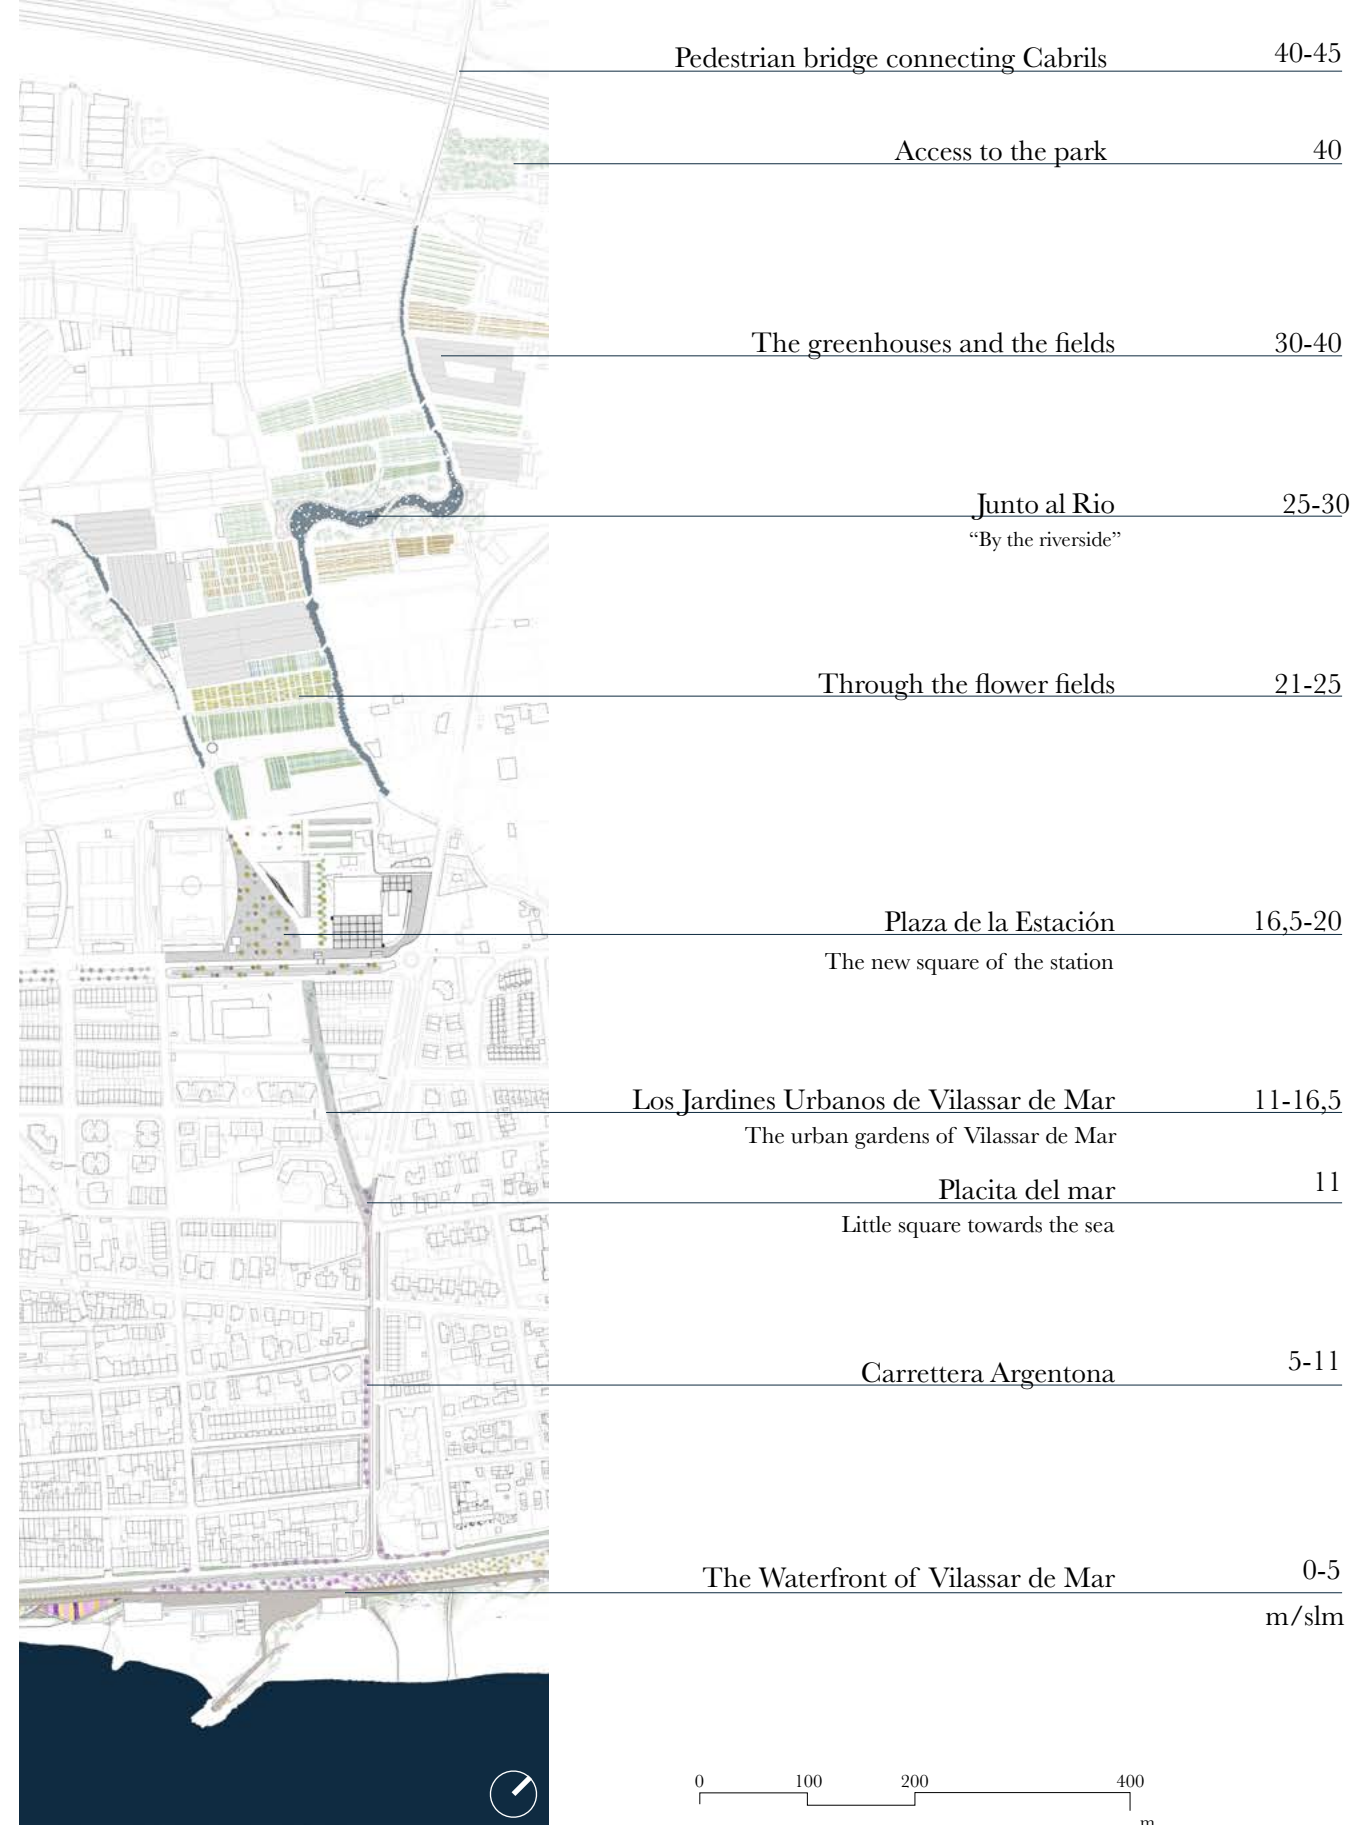 Pedestrian bridge connecting Cabrils 40-45
Access to the park 40
The greenhouses and the fields 30-40
Junto al Rio 25-30
“By the riverside”
Through the flower fields 21-25
Plaza de la Estación 16,5-20
The new square of the station
Los Jardines Urbanos de Vilassar de Mar 11-16,5
The urban gardens of Vilassar de Mar
Placita del mar 11
Little square towards the sea
Carrettera Argentona 5-11
The Waterfront of Vilassar de Mar 0-5
m/slm
0 100 200 400
m